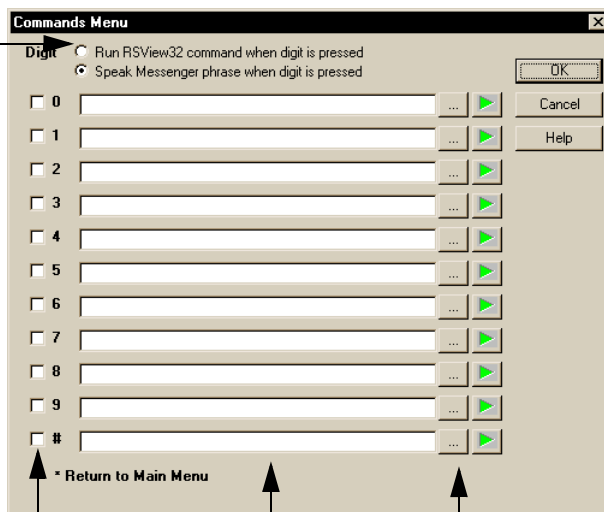 Commands Menu
Digit
Run RSView32 command when digit is pressed
Speak Messenger phrase when digit is pressed
OK
0 ...
Cancel
1 ...
Help
2 ...
3 ...
4 ...
5 ...
6 ...
7 ...
8 ...
9 ...
# ...
* Return to Main Menu